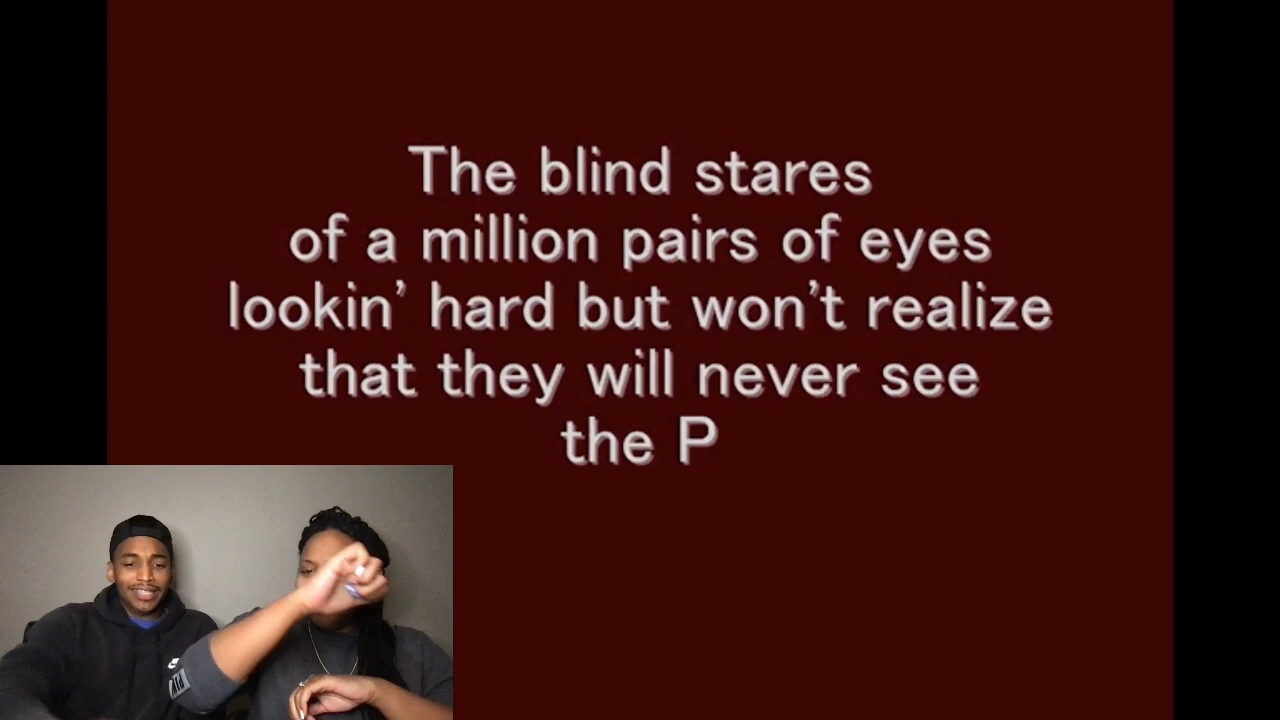 The blind stares
of a million pairs of eyes
lookin' hard but won't realize
that they will never see
the P